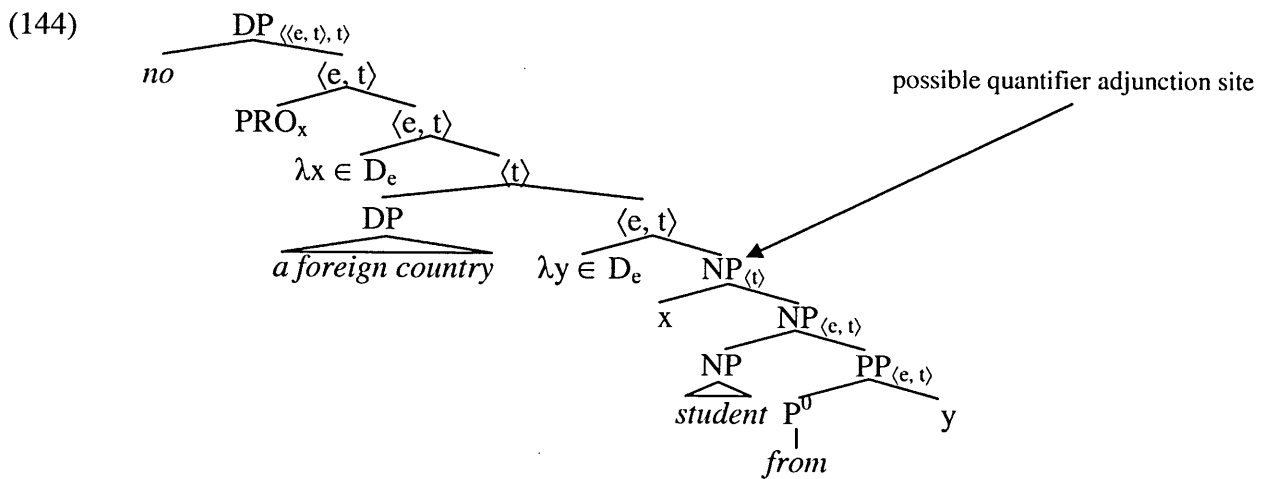 (144)
DP⟨⟨e, t⟩, t⟩
no ⟨e, t⟩
possible quantifier adjunction site
PROₓ ⟨e, t⟩
λx ∈ Dₑ ⟨t⟩
DP ⟨e, t⟩
a foreign country λy ∈ Dₑ NP⟨t⟩
x NP⟨e, t⟩
NP PP⟨e, t⟩
student P⁰ y
from